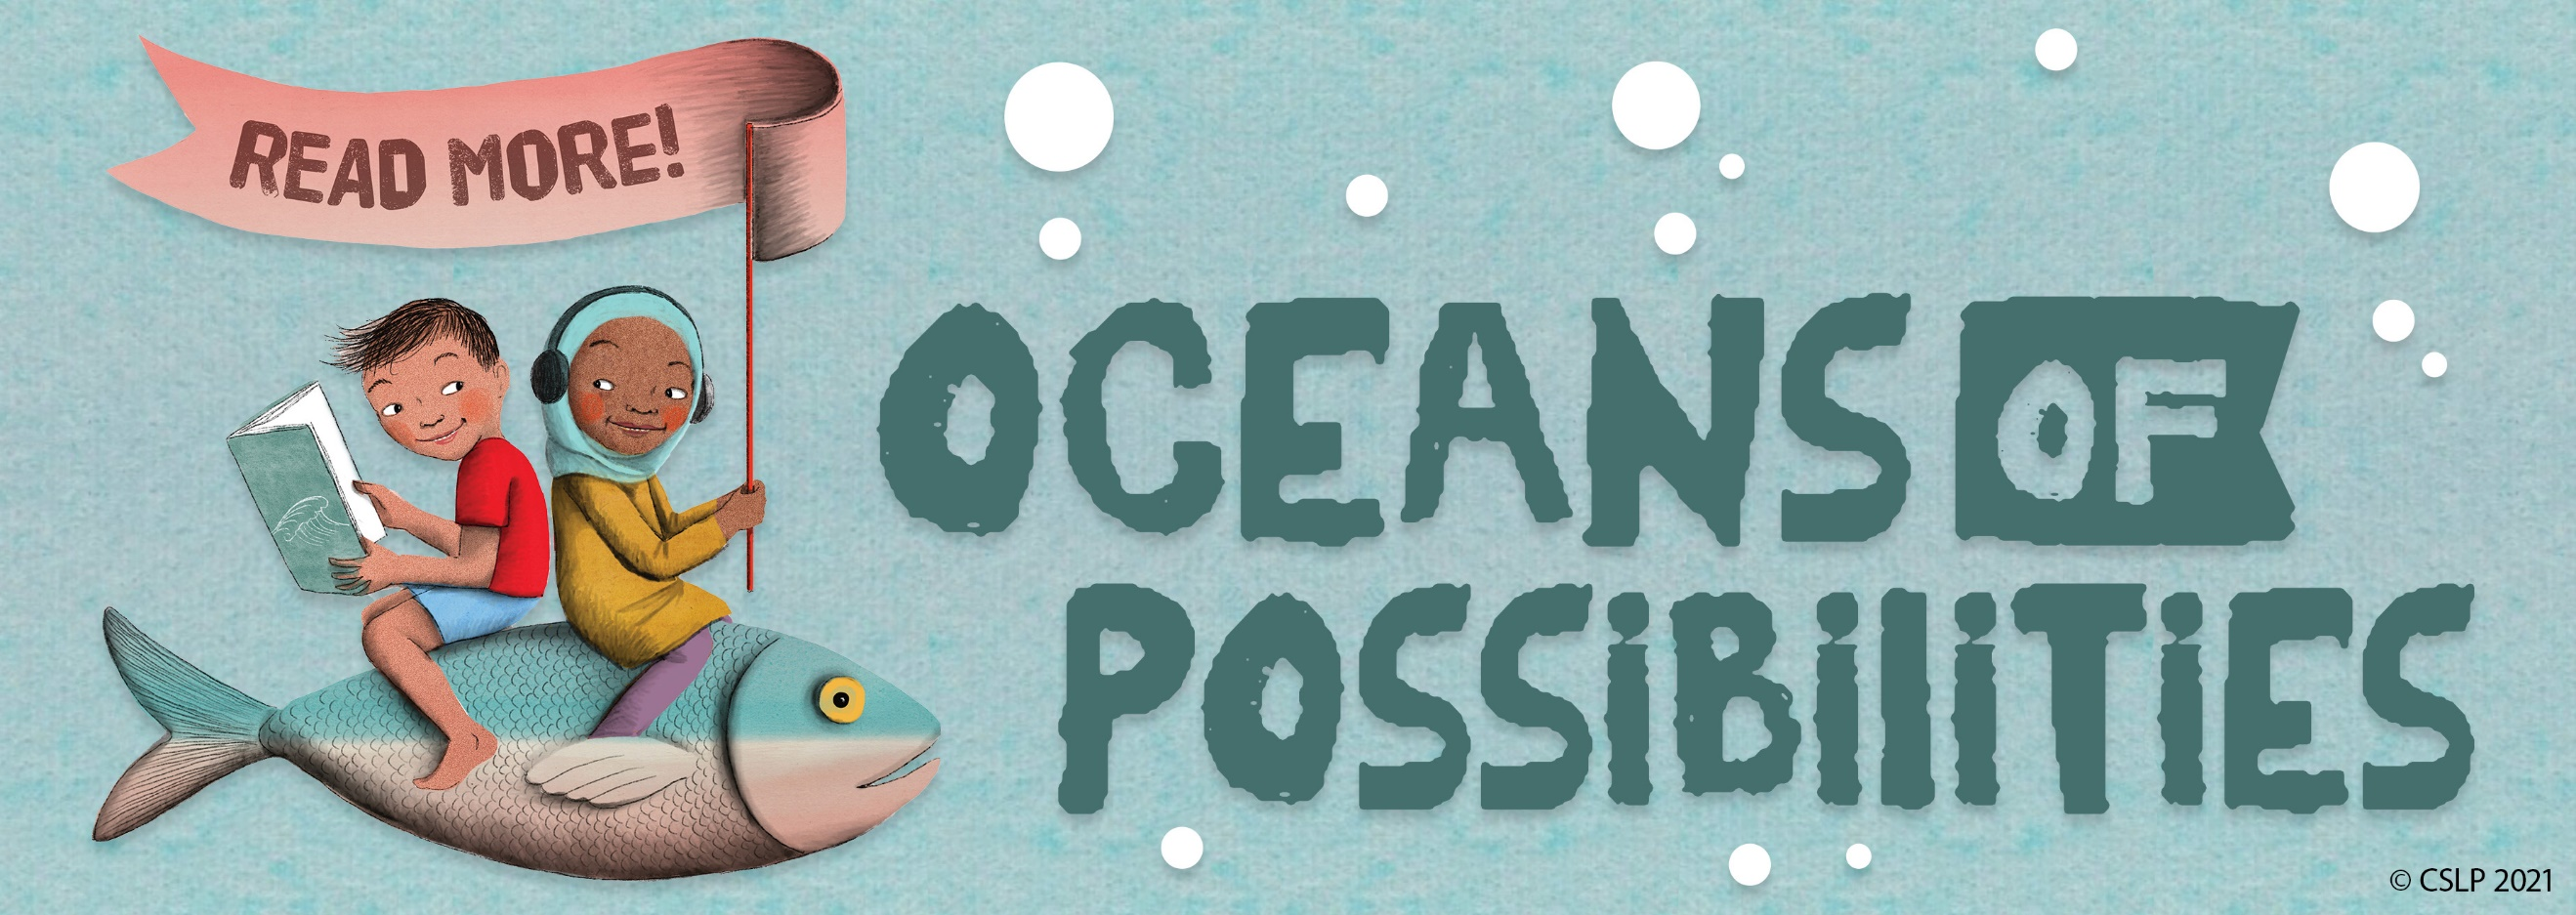 READ MORE!
OCEANS OF
POSSIBILITIES
© CSLP 2021